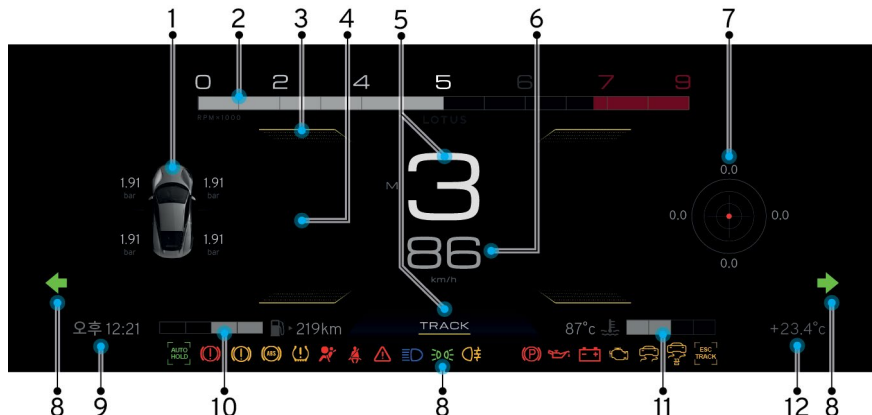 1 2 3 4 5 6 7
0 2 4 5 6 7 9
RPM×1000
LOTUS
1.91 bar 1.91 bar
M 3
0.0
0.0 0.0
0.0
1.91 bar 1.91 bar
86
km/h
오후 12:21
219km
TRACK
87°c
+23.4°c
AUTO HOLD
ABS
ESC TRACK
8 9 10 8 11 12 8